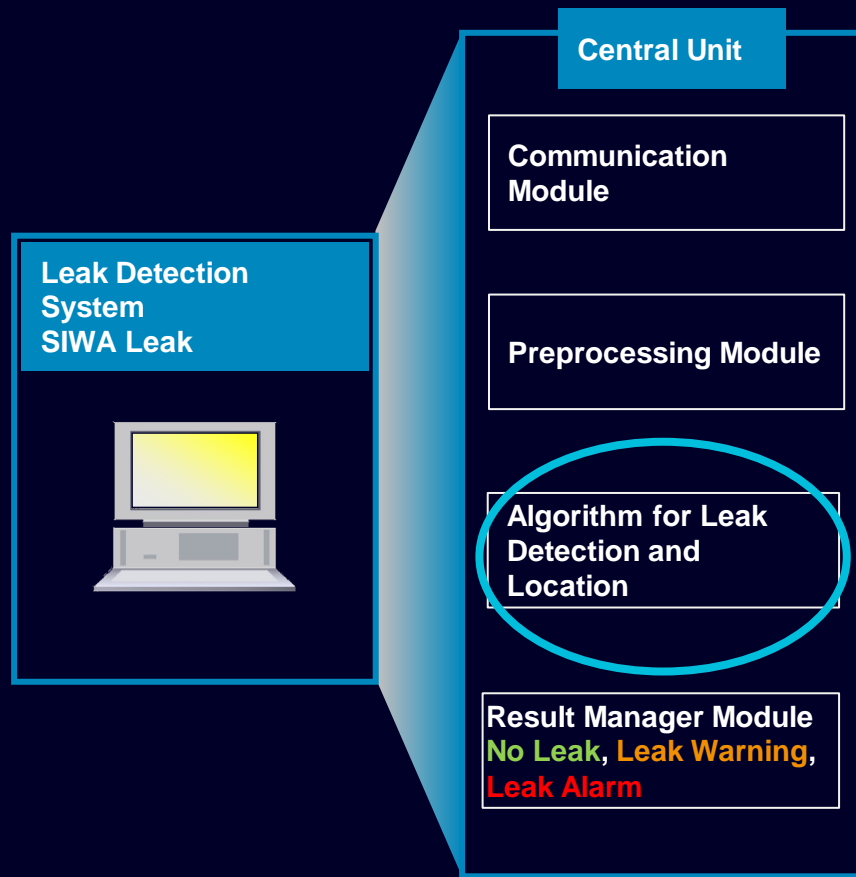 Central Unit
Communication
Module
Leak Detection
System
SIWA Leak
Preprocessing Module
Algorithm for Leak
Detection and
Location
Result Manager Module
No Leak, Leak Warning,
Leak Alarm